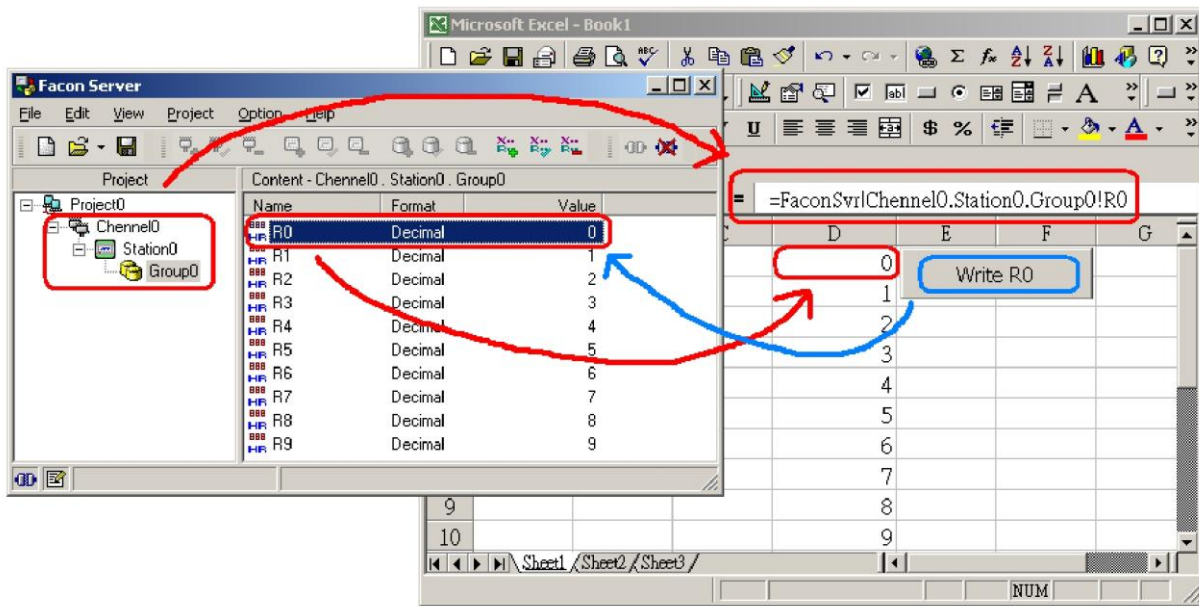 Microsoft Excel - Book1
Facon Server
File Edit View Project Option Help
Project
Content - Chennel0 . Station0 . Group0
Project0
Chennel0
Station0
Group0
Name Format Value
R0 Decimal 0
R1 Decimal 1
R2 Decimal 2
R3 Decimal 3
R4 Decimal 4
R5 Decimal 5
R6 Decimal 6
R7 Decimal 7
R8 Decimal 8
R9 Decimal 9
U $ %
= =FaconSvr|Chennel0.Station0.Group0!R0
D E F G
0
Write R0
1
2
3
4
5
6
7
9 8
10 9
Sheet1 Sheet2 Sheet3
NUM